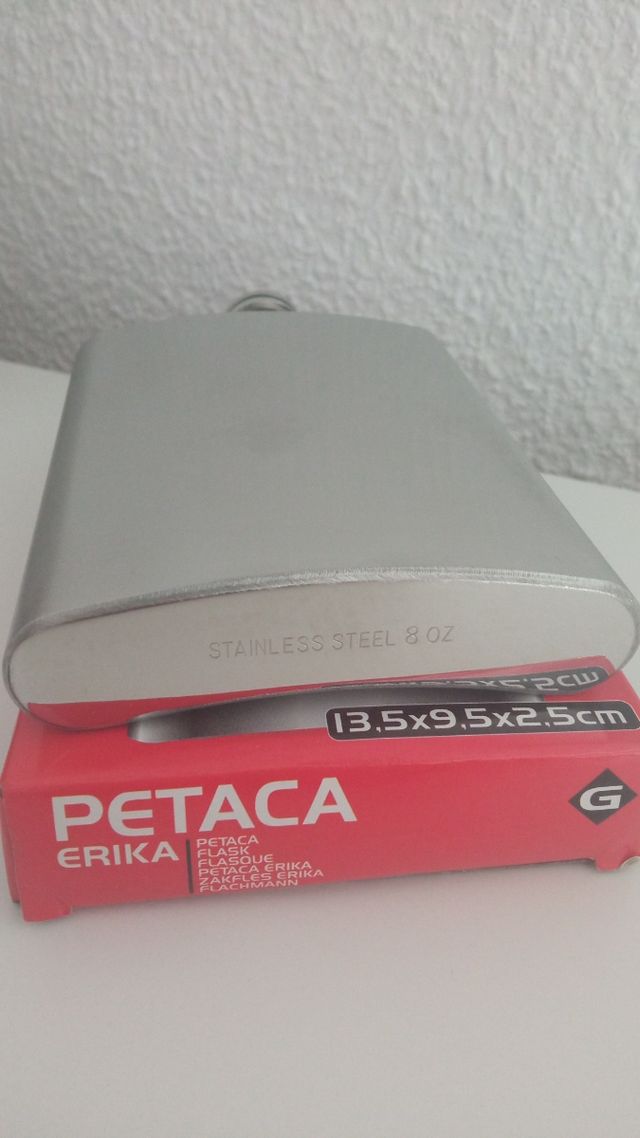 STAINLESS STEEL 8 OZ
13,5x9,5x2,5cm
PETACA
ERIKA
PETACA
FLASK
FLASQUE
PETACA ERIKA
ZAKFLES ERIKA
FLACHMANN
G